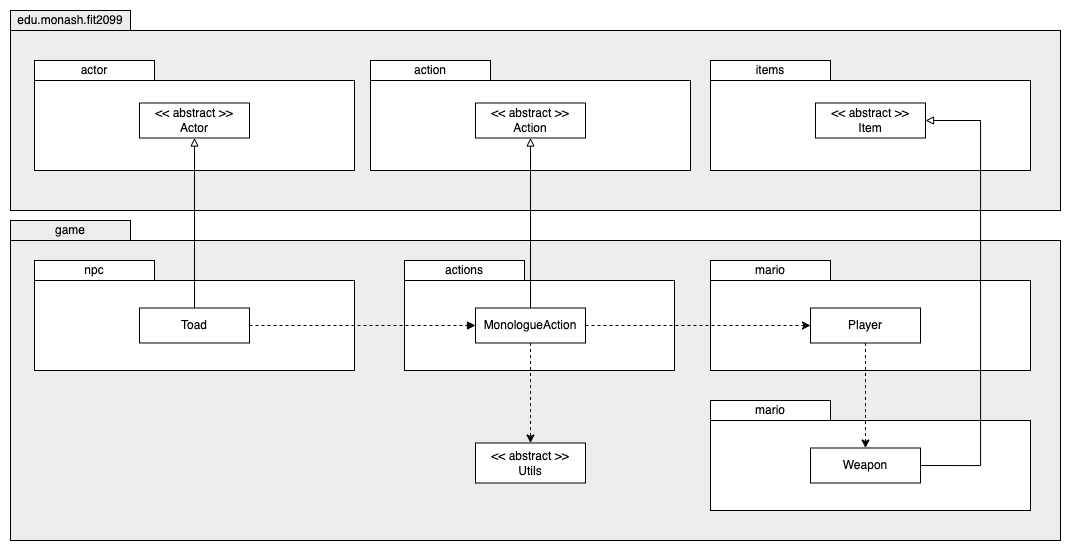 edu.monash.fit2099
actor
action
items
<< abstract >>
Actor
<< abstract >>
Action
<< abstract >>
Item
game
npc
actions
mario
Toad
MonologueAction
Player
mario
<< abstract >>
Utils
Weapon